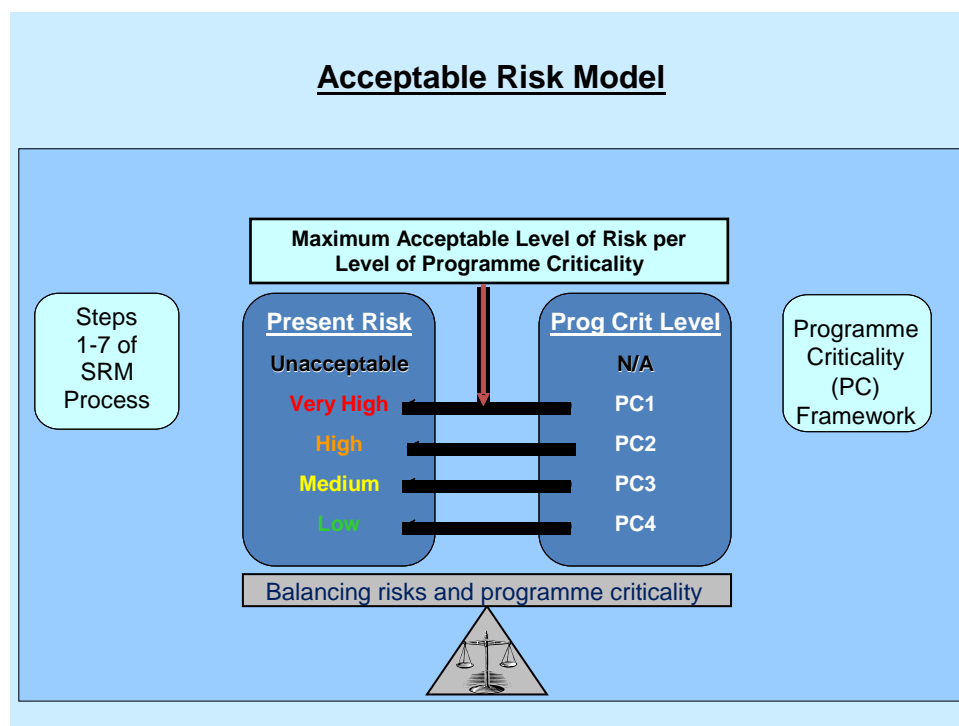 Acceptable Risk Model
Maximum Acceptable Level of Risk per
Level of Programme Criticality
Steps
1-7 of
SRM
Process
Present Risk
Unacceptable
Very High
High
Medium
Low
Prog Crit Level
N/A
PC1
PC2
PC3
PC4
Programme
Criticality
(PC)
Framework
Balancing risks and programme criticality